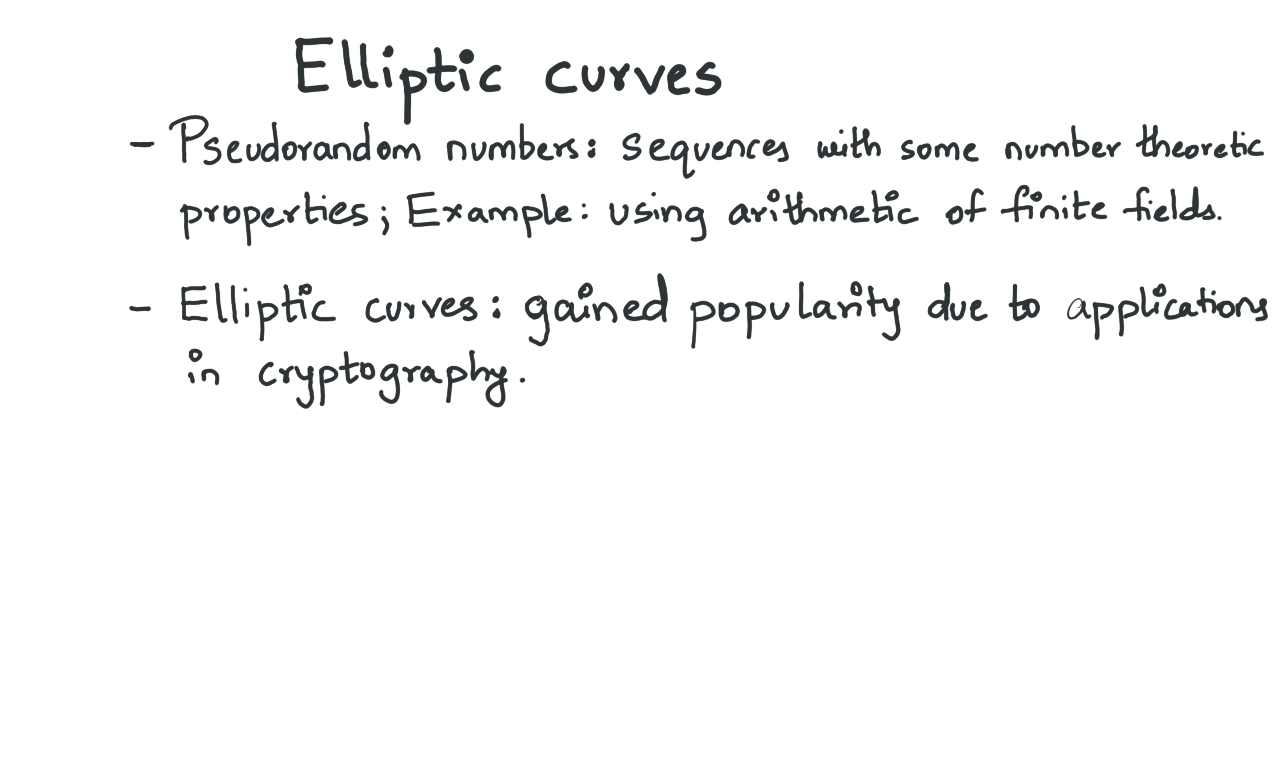 Elliptic curves
- Pseudorandom numbers: sequences with some number theoretic
properties; Example: using arithmetic of finite fields.
- Elliptic curves: gained popularity due to applications
in cryptography.